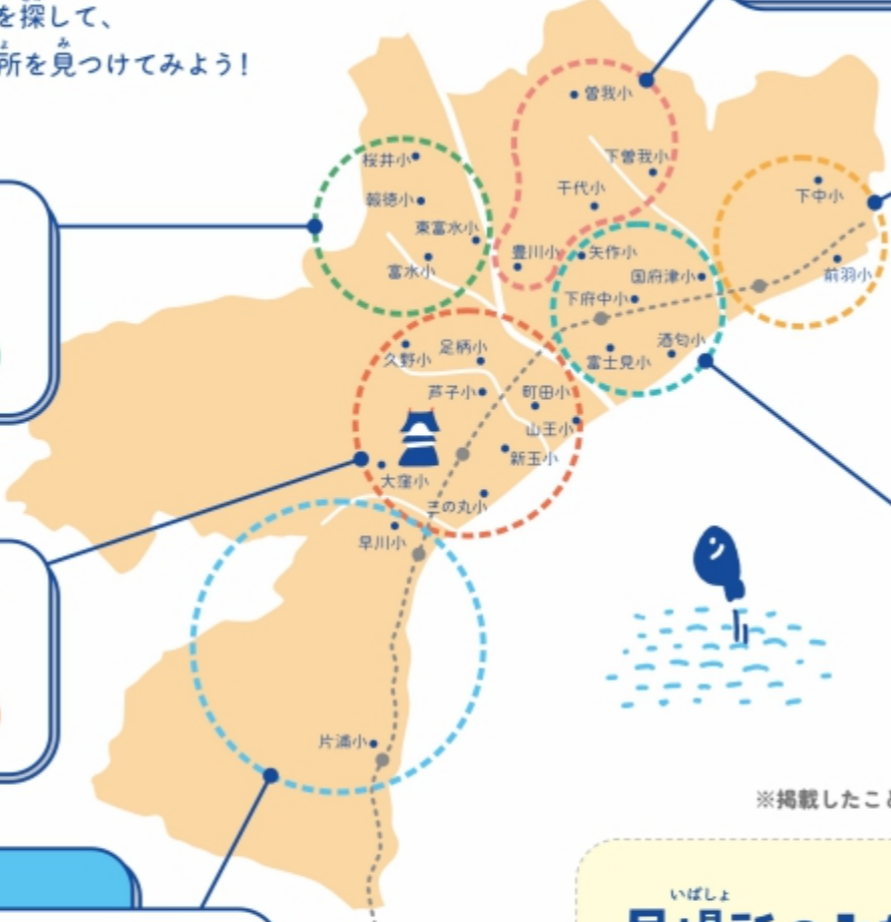 を探して、
み
所を見つけてみよう！
曽我小
下曽我小
千代小
桜井小
報徳小
東富水小
富水小
豊川小
矢作小
国府津小
下府中小
富士見小
酒匂小
下中小
前羽小
久野小
足柄小
芦子小
町田小
山王小
新玉小
大窪小
三の丸小
早川小
片浦小
※掲載したこと
いばしょ
居場所の